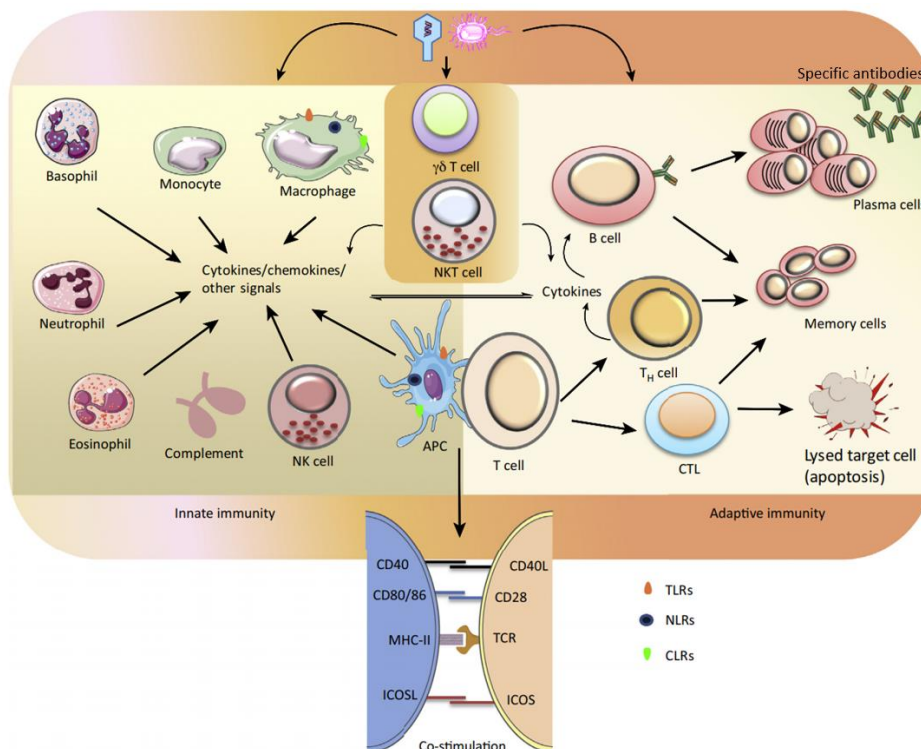 Specific antibodies
Basophil
Monocyte
Macrophage
γδ T cell
B cell
Plasma cells
NKT cell
Cytokines/chemokines/
other signals
Cytokines
Neutrophil
Memory cells
T_H cell
Eosinophil
Complement
NK cell
APC
T cell
CTL
Lysed target cell
(apoptosis)
Innate immunity
Adaptive immunity
CD40
CD40L
CD80/86
CD28
MHC-II
TCR
ICOSL
ICOS
TLRs
NLRs
CLRs
Co-stimulation